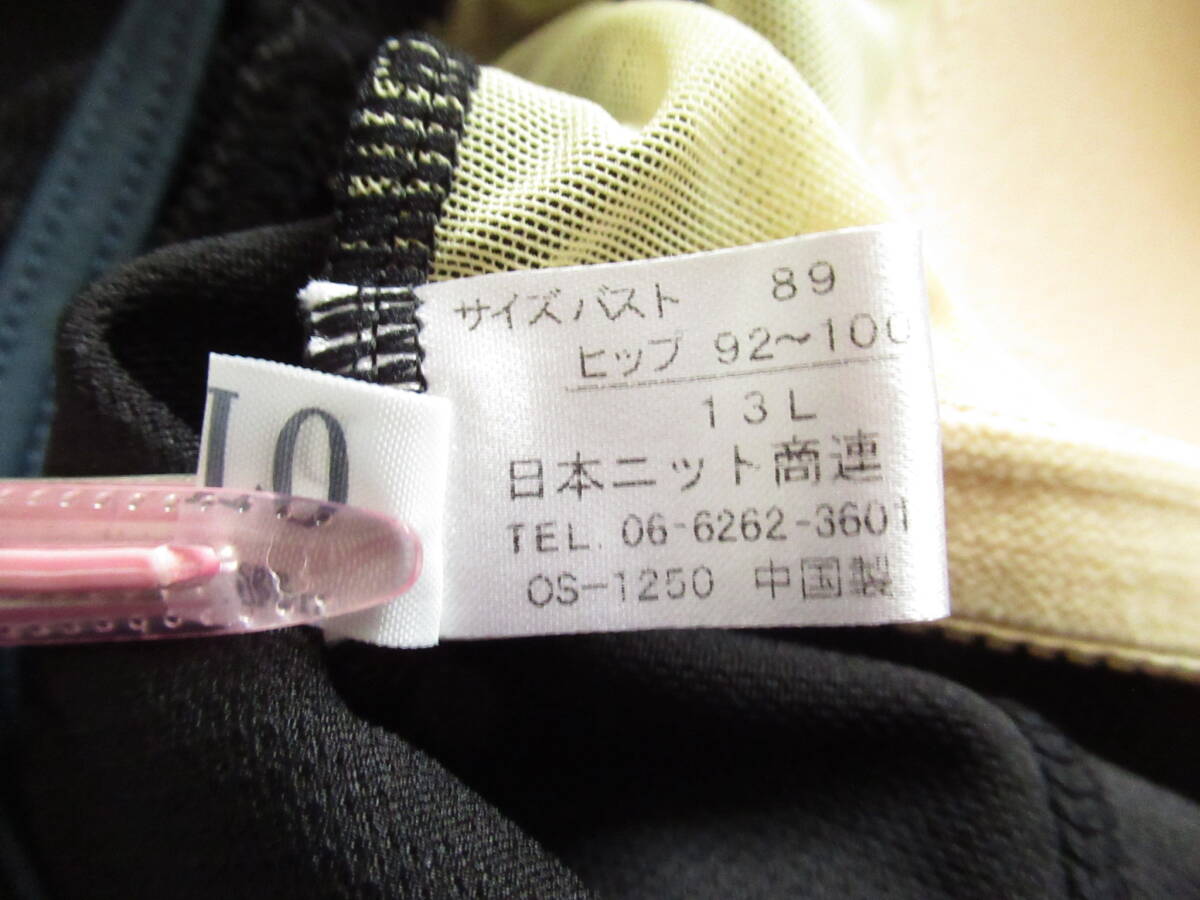 サイズバスト 89
ヒップ 92~100
13L
日本ニット商連
TEL. 06-6262-3601
OS-1250 中国製